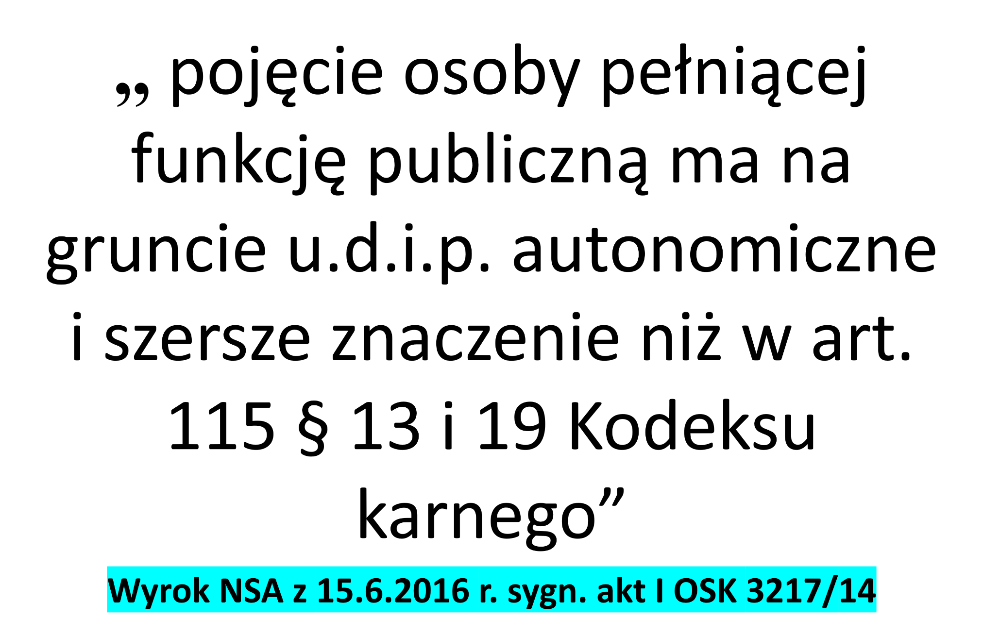 „ pojęcie osoby pełniącej
funkcję publiczną ma na
gruncie u.d.i.p. autonomiczne
i szersze znaczenie niż w art.
115 § 13 i 19 Kodeksu
karnego”
Wyrok NSA z 15.6.2016 r. sygn. akt I OSK 3217/14